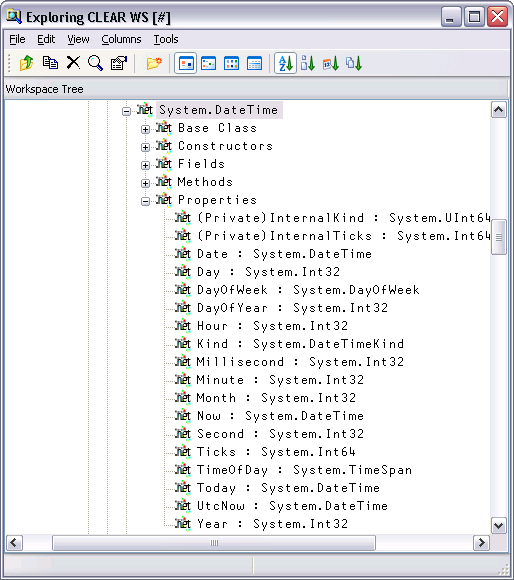 Exploring CLEAR WS [#]
File Edit View Columns Tools
Workspace Tree
.net System.DateTime
.net Base Class
.net Constructors
.net Fields
.net Methods
.net Properties
.net (Private)InternalKind : System.UInt64
.net (Private)InternalTicks : System.Int64
.net Date : System.DateTime
.net Day : System.Int32
.net DayOfWeek : System.DayOfWeek
.net DayOfYear : System.Int32
.net Hour : System.Int32
.net Kind : System.DateTimeKind
.net Millisecond : System.Int32
.net Minute : System.Int32
.net Month : System.Int32
.net Now : System.DateTime
.net Second : System.Int32
.net Ticks : System.Int64
.net TimeOfDay : System.TimeSpan
.net Today : System.DateTime
.net UtcNow : System.DateTime
.net Year : System.Int32